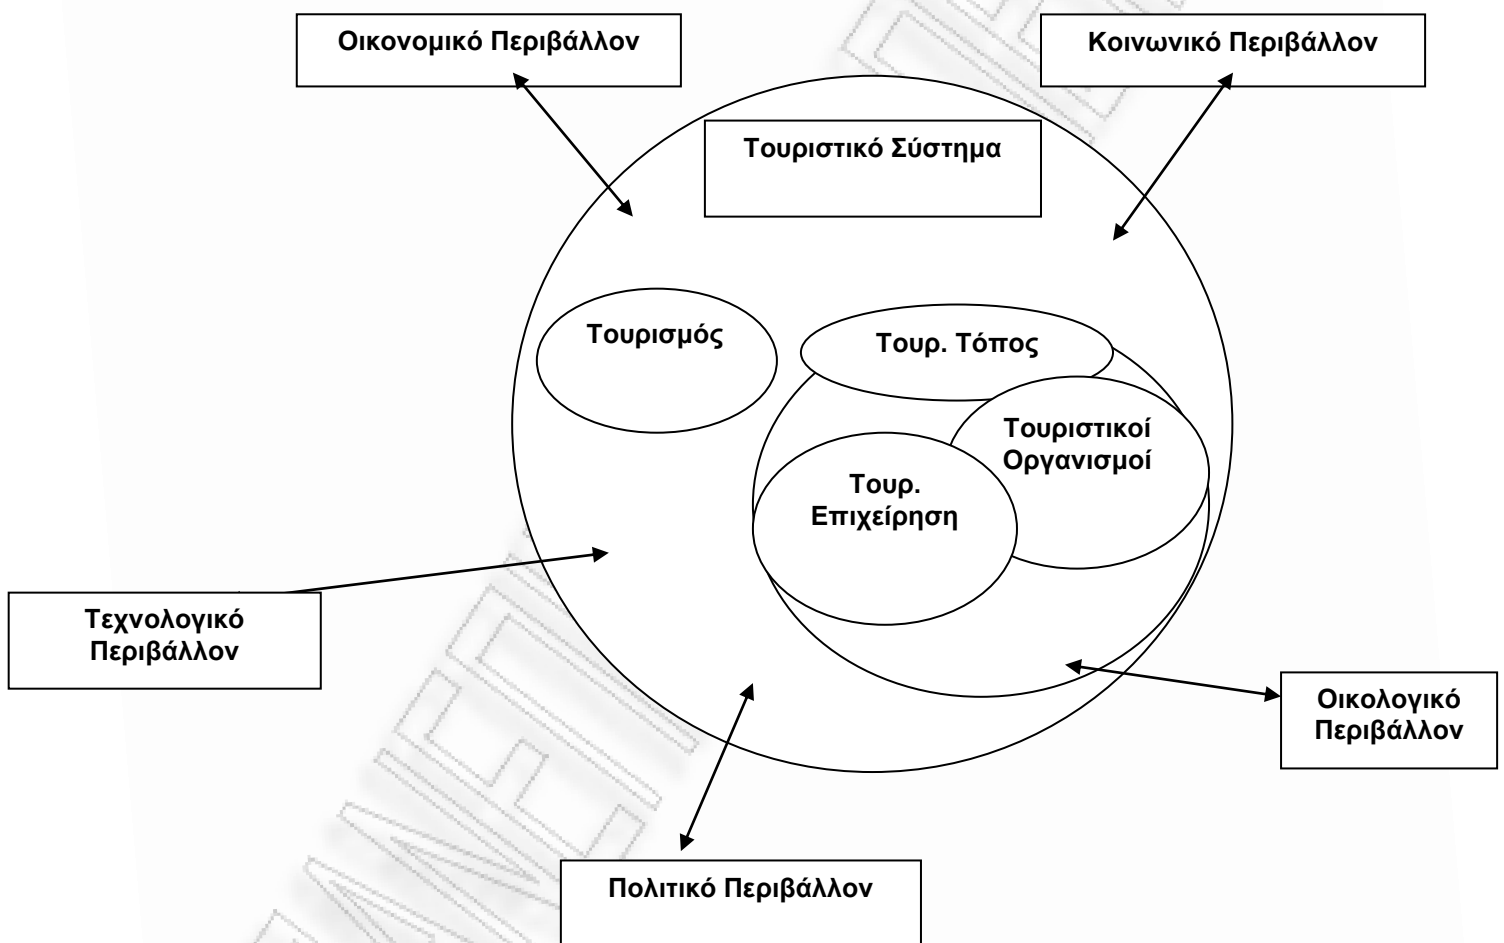 Οικονομικό Περιβάλλον
Κοινωνικό Περιβάλλον
Τουριστικό Σύστημα
Τουρισμός
Τουρ. Τόπος
Τουριστικοί
Οργανισμοί
Τουρ.
Επιχείρηση
Τεχνολογικό
Περιβάλλον
Οικολογικό
Περιβάλλον
Πολιτικό Περιβάλλον